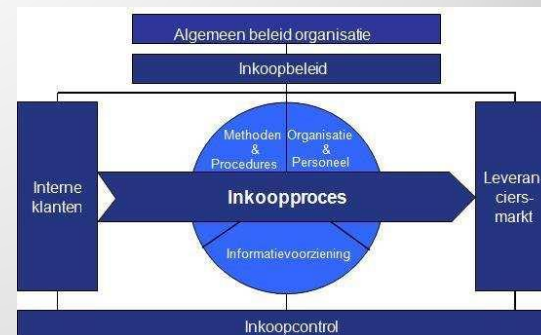 Algemeen beleid organisatie
Inkoopbeleid
Methoden
&
Procedures
Organisatie
&
Personeel
Interne
klanten
Inkoopproces
Leveran
ciers-
markt
Informatievoorziening
Inkoopcontrol